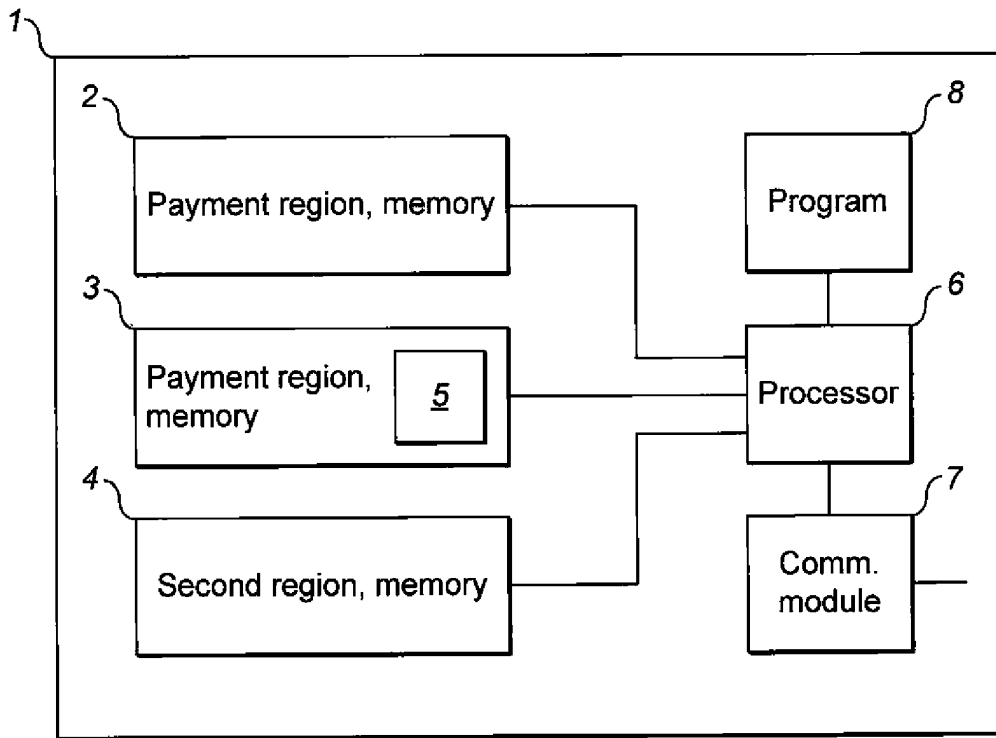 1
2
8
Payment region, memory
Program
3
6
Payment region,
memory
5
Processor
4
7
Second region, memory
Comm.
module